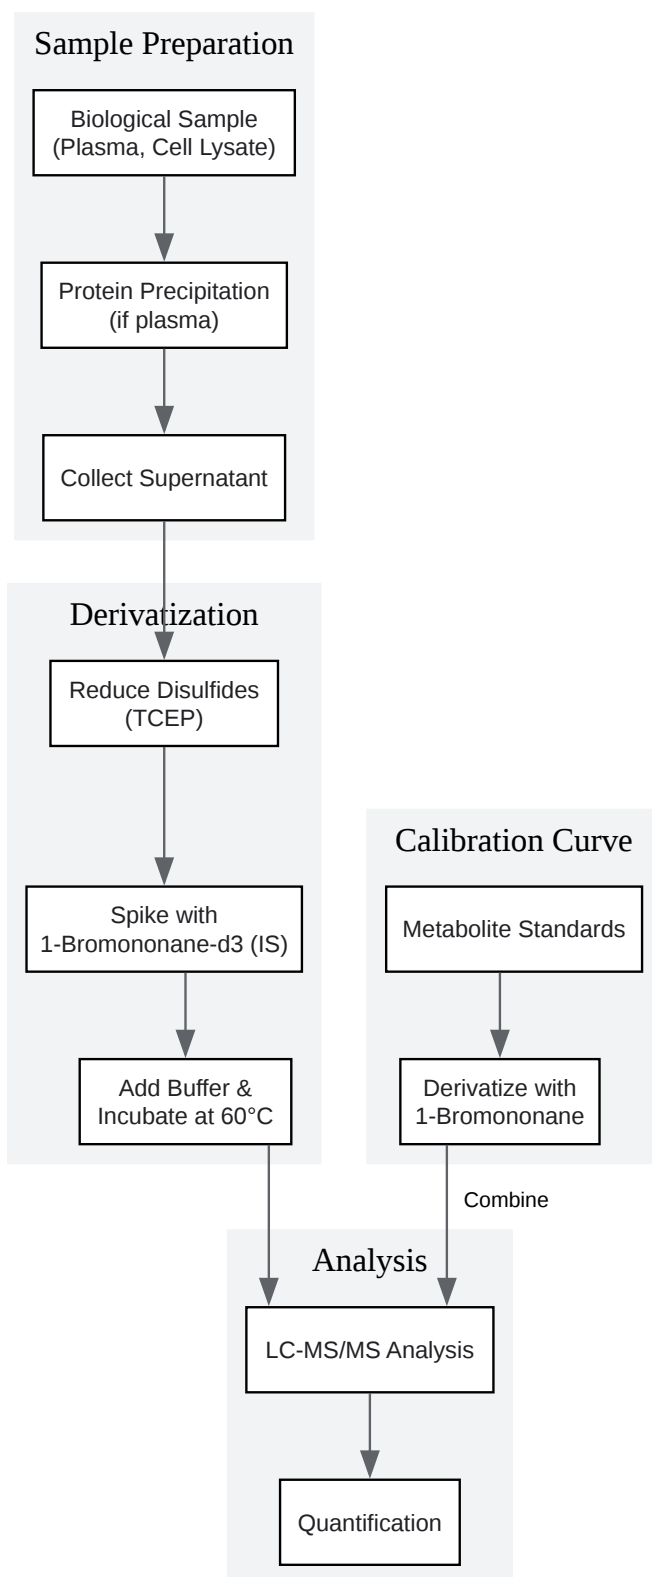 Sample Preparation
Biological Sample
(Plasma, Cell Lysate)
Protein Precipitation
(if plasma)
Collect Supernatant
Derivatization
Reduce Disulfides
(TCEP)
Spike with
1-Bromononane-d3 (IS)
Add Buffer &
Incubate at 60°C
Calibration Curve
Metabolite Standards
Derivatize with
1-Bromononane
Combine
Analysis
LC-MS/MS Analysis
Quantification